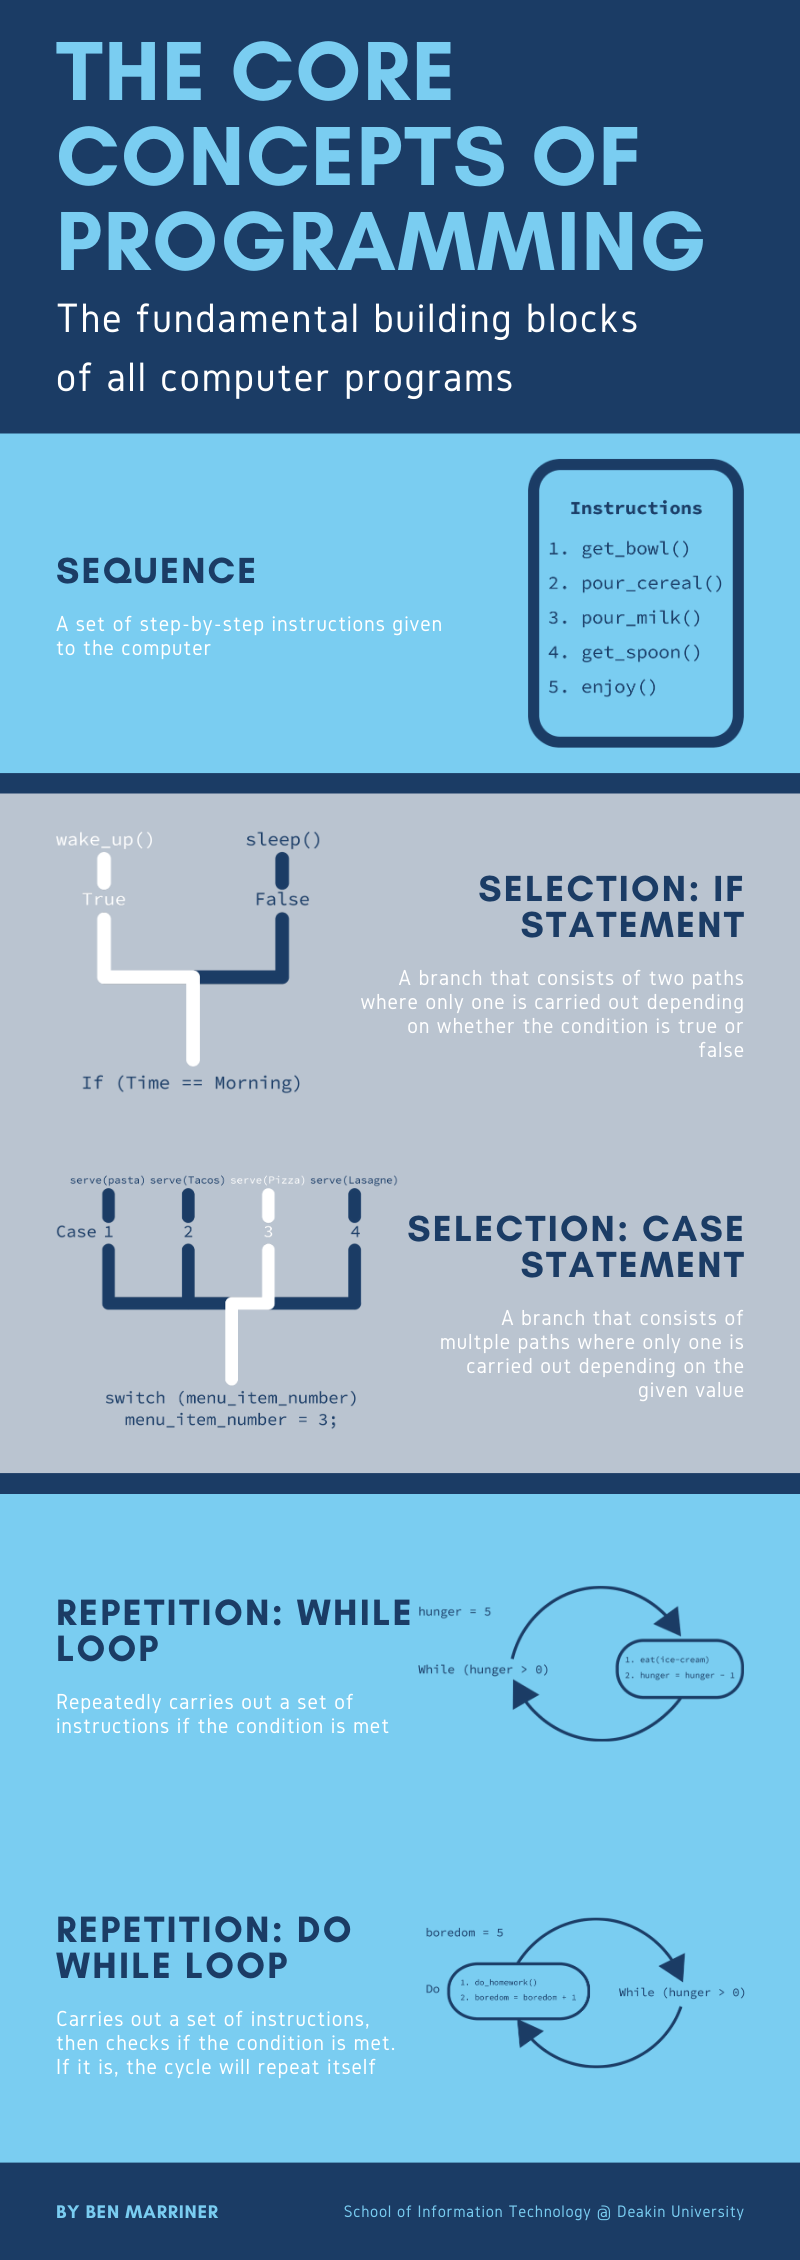 THE CORE
CONCEPTS OF
PROGRAMMING
The fundamental building blocks
of all computer programs
SEQUENCE
A set of step-by-step instructions given
to the computer
Instructions
1. get_bowl()
2. pour_cereal()
3. pour_milk()
4. get_spoon()
5. enjoy()
wake_up() sleep()
True False
If (Time == Morning)
SELECTION: IF
STATEMENT
A branch that consists of two paths
where only one is carried out depending
on whether the condition is true or
false
serve(pasta) serve(Tacos) serve(Pizza) serve(Lasagne)
Case 1 2 3 4
switch (menu_item_number)
menu_item_number = 3;
SELECTION: CASE
STATEMENT
A branch that consists of
multple paths where only one is
carried out depending on the
given value
REPETITION: WHILE
LOOP
Repeatedly carries out a set of
instructions if the condition is met
hunger = 5
While (hunger > 0)
1. eat(ice-cream)
2. hunger = hunger - 1
REPETITION: DO
WHILE LOOP
Carries out a set of instructions,
then checks if the condition is met.
If it is, the cycle will repeat itself
boredom = 5
Do
1. do_homework()
2. boredom = boredom + 1
While (hunger > 0)
BY BEN MARRINER
School of Information Technology @ Deakin University